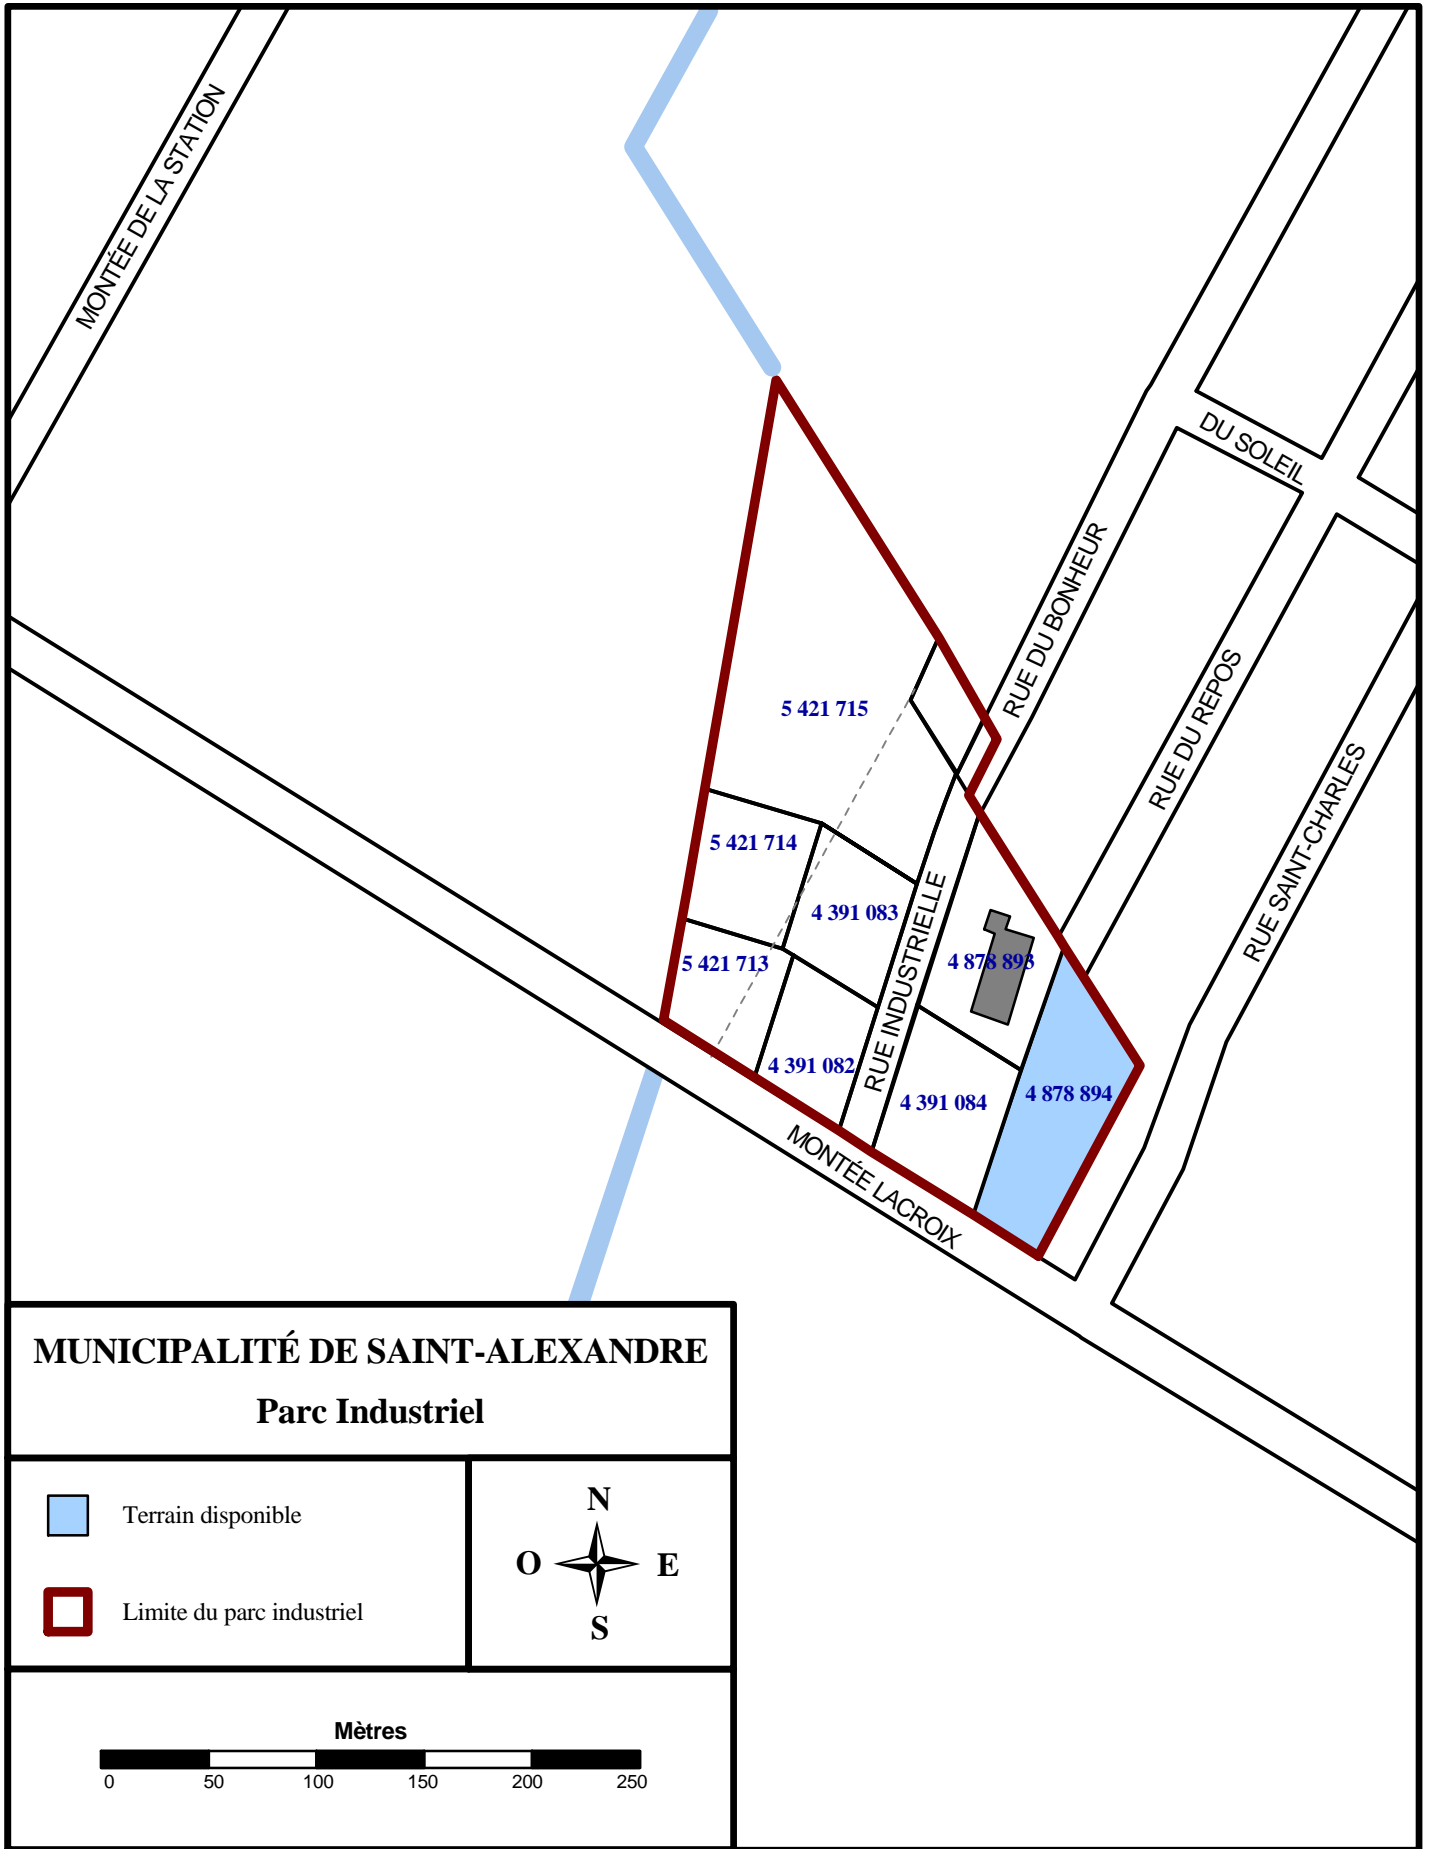 MONTÉE DE LA STATION
DU SOLEIL
RUE DU BONHEUR
RUE DU REPOS
RUE SAINT-CHARLES
5 421 715
5 421 714
4 391 083
RUE INDUSTRIELLE
4 878 893
5 421 713
4 391 082
4 391 084
4 878 894
MONTÉE LACROIX
MUNICIPALITÉ DE SAINT-ALEXANDRE
Parc Industriel
Terrain disponible
Limite du parc industriel
N
O E
S
Mètres
0 50 100 150 200 250